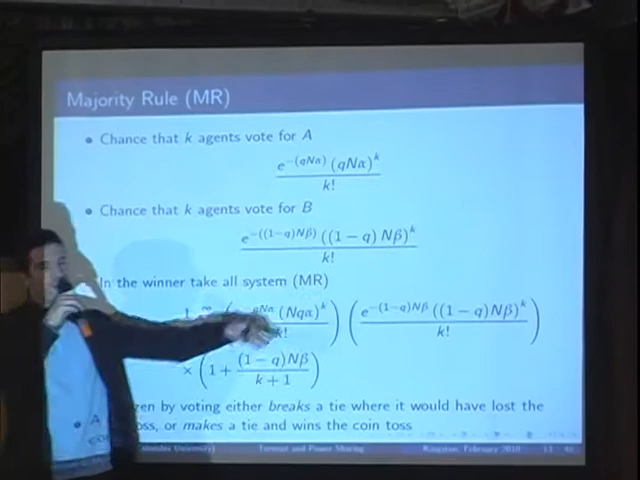 Majority Rule (MR)
• Chance that k agents vote for A
e^{-(qNα)} (qNα)^k
k!
• Chance that k agents vote for B
e^{-((1-q)Nβ)} ((1-q) Nβ)^k
k!
In the winner take all system (MR)
(Nqα)^k / k! ) ( e^{-(1-q)Nβ} ((1-q)Nβ)^k / k! )
× ( 1 + (1-q)Nβ / k+1 )
by voting either breaks a tie where it would have lost the
or makes a tie and wins the coin toss
University) Turnout and Power Sharing Kingston, February 2010